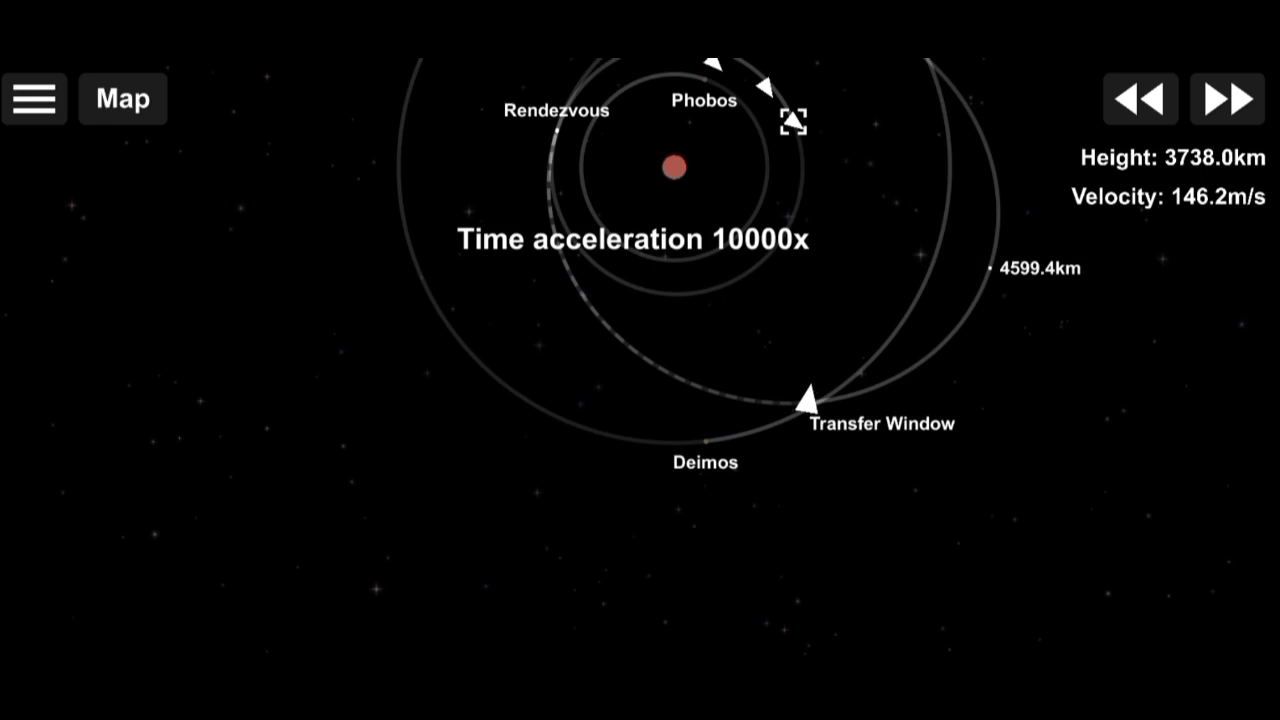 Map
Height: 3738.0km
Velocity: 146.2m/s
Phobos
Rendezvous
Time acceleration 10000x
4599.4km
Transfer Window
Deimos